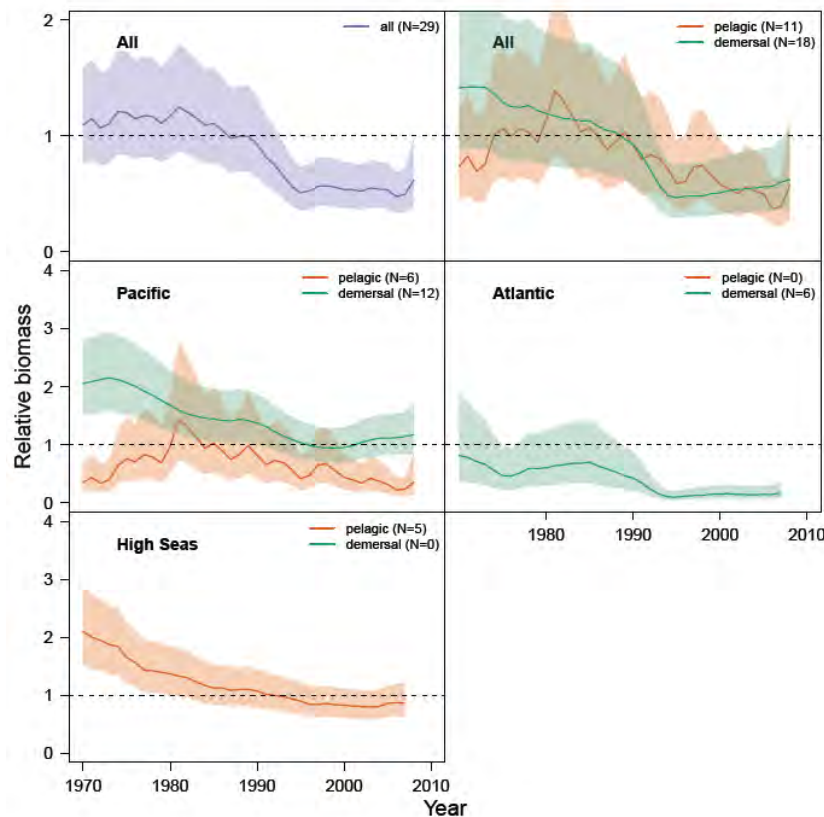 2
All
all (N=29)
All
pelagic (N=11)
demersal (N=18)
1
0
4
Pacific
pelagic (N=6)
demersal (N=12)
Atlantic
pelagic (N=0)
demersal (N=6)
3
2
1
0
Relative biomass
1980
1990
2000
2010
4
High Seas
pelagic (N=5)
demersal (N=0)
3
2
1
0
1970
1980
1990
2000
2010
Year